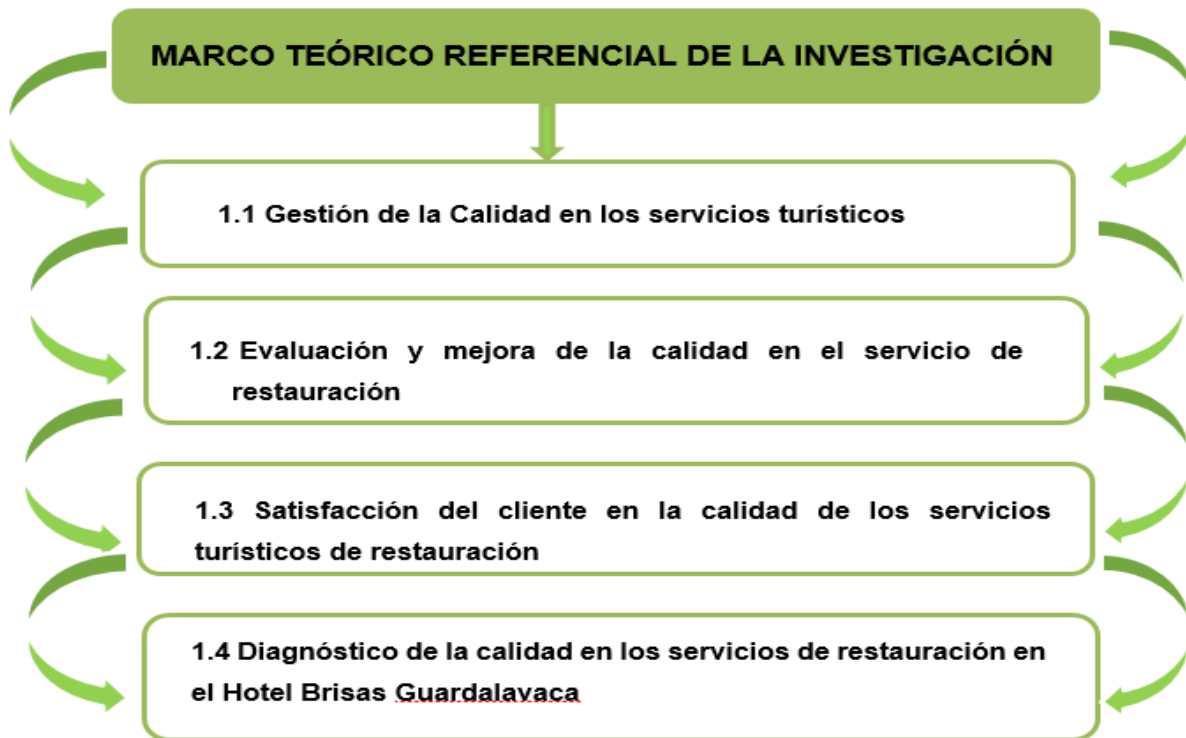 MARCO TEÓRICO REFERENCIAL DE LA INVESTIGACIÓN
1.1 Gestión de la Calidad en los servicios turísticos
1.2 Evaluación y mejora de la calidad en el servicio de
restauración
1.3 Satisfacción del cliente en la calidad de los servicios
turísticos de restauración
1.4 Diagnóstico de la calidad en los servicios de restauración en
el Hotel Brisas Guardalavaca